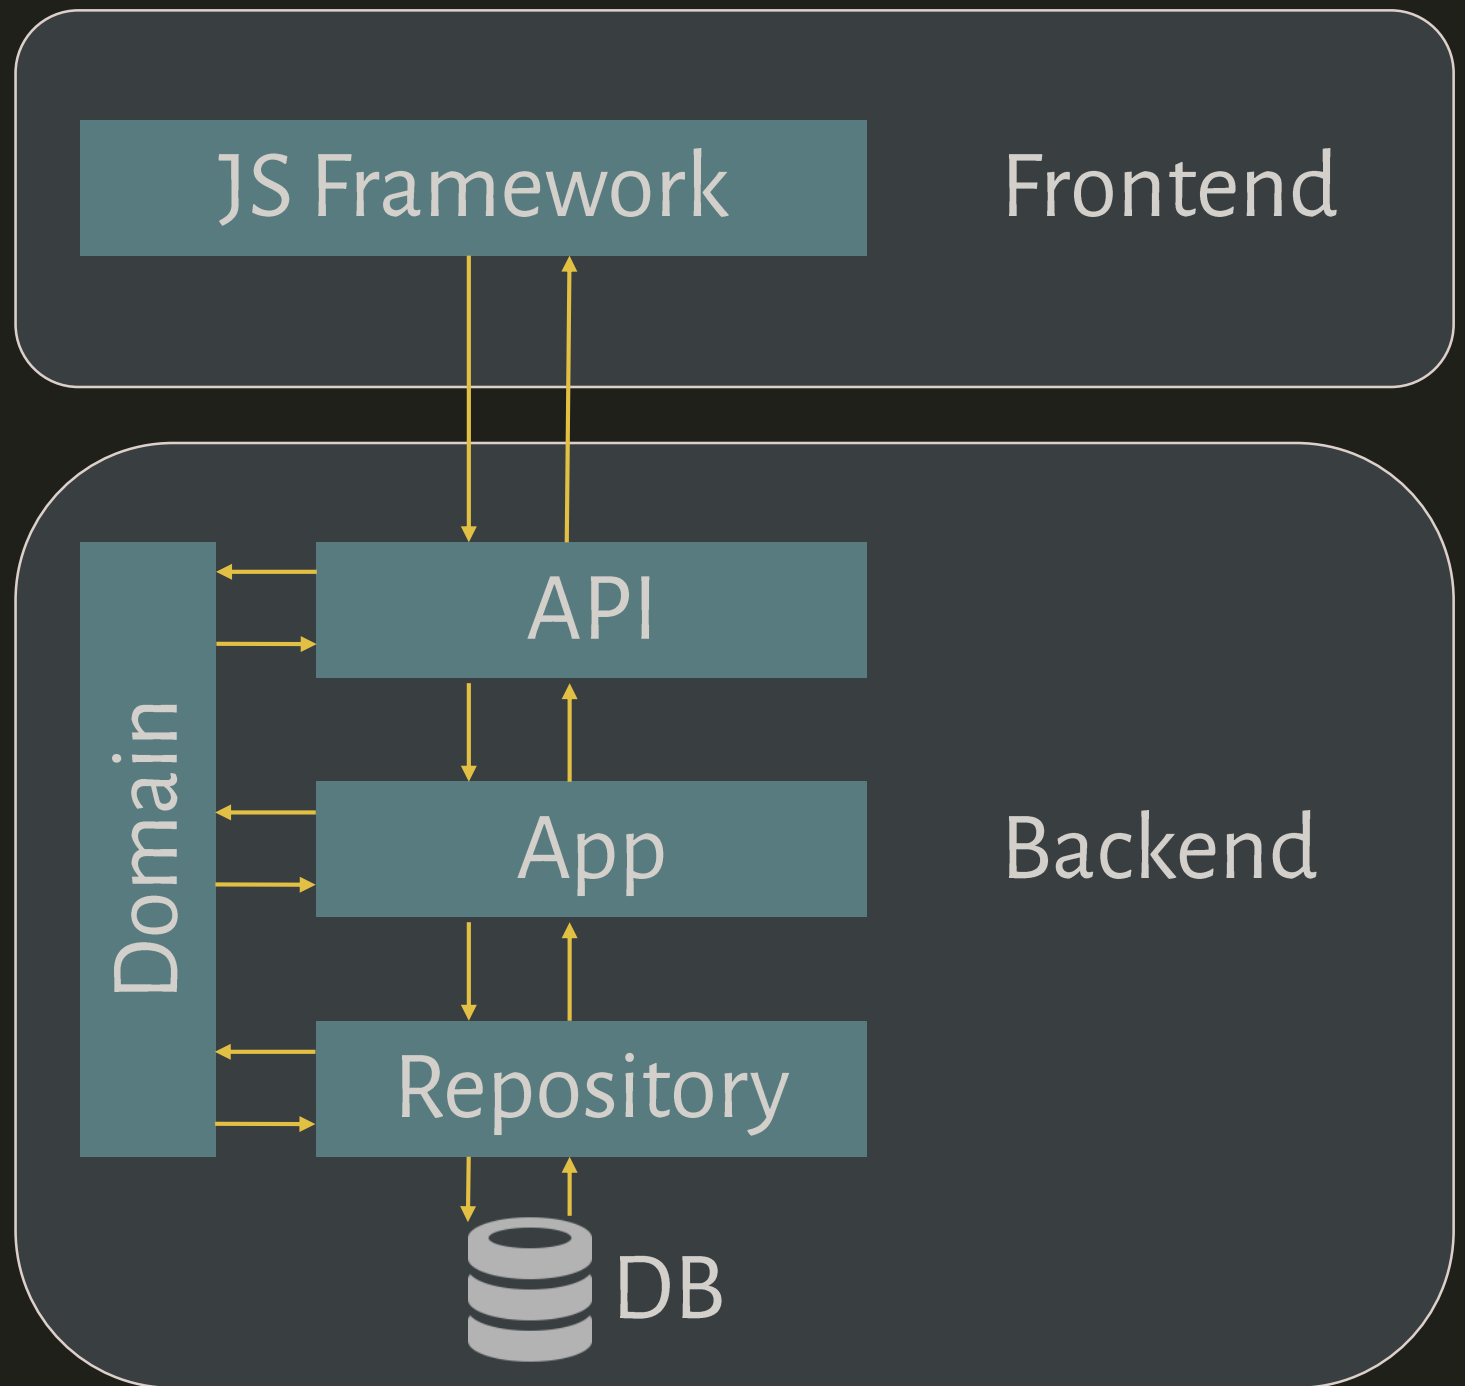 JS Framework
Frontend
API
Domain
App
Backend
Repository
DB